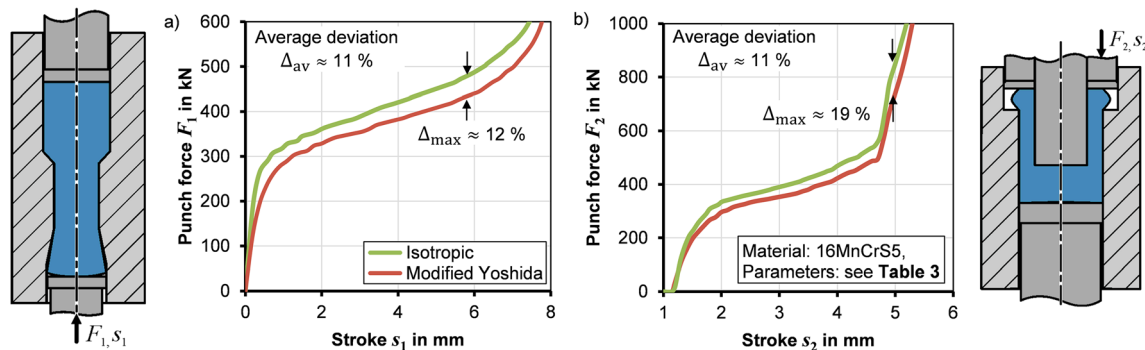 a)
Punch force F₁ in kN
600
500
400
300
200
100
0
Average deviation
Δav ≈ 11 %
Δmax ≈ 12 %
Isotropic
Modified Yoshida
0 2 4 6 8
Stroke s₁ in mm
F₁, s₁
b)
Punch force F₂ in kN
1000
800
600
400
200
0
Average deviation
Δav ≈ 11 %
Δmax ≈ 19 %
Material: 16MnCrS5,
Parameters: see Table 3
1 2 3 4 5 6
Stroke s₂ in mm
F₂, s₂